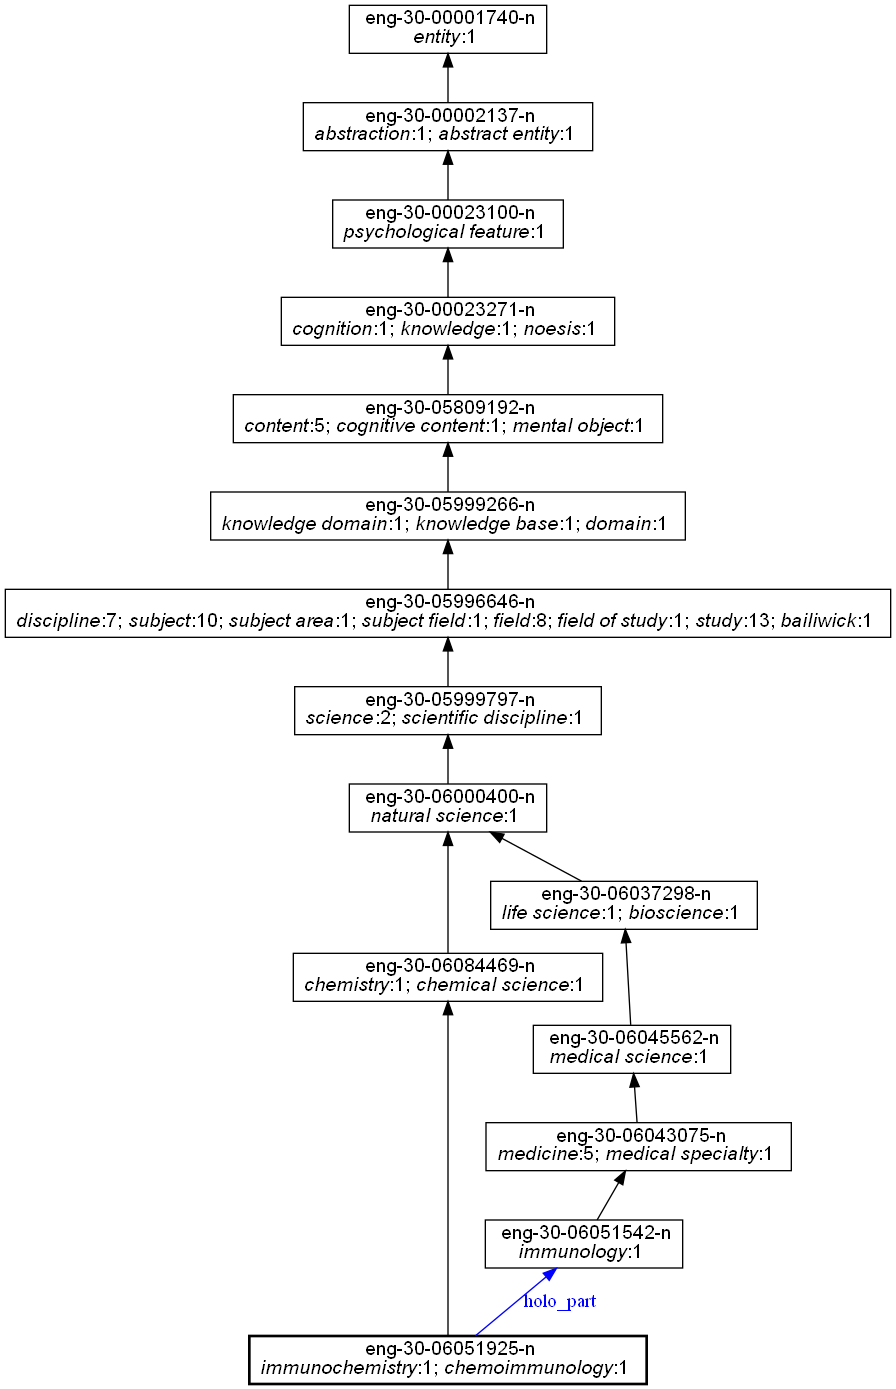 eng-30-00001740-n
entity:1
eng-30-00002137-n
abstraction:1; abstract entity:1
eng-30-00023100-n
psychological feature:1
eng-30-00023271-n
cognition:1; knowledge:1; noesis:1
eng-30-05809192-n
content:5; cognitive content:1; mental object:1
eng-30-05999266-n
knowledge domain:1; knowledge base:1; domain:1
eng-30-05996646-n
discipline:7; subject:10; subject area:1; subject field:1; field:8; field of study:1; study:13; bailiwick:1
eng-30-05999797-n
science:2; scientific discipline:1
eng-30-06000400-n
natural science:1
eng-30-06037298-n
life science:1; bioscience:1
eng-30-06084469-n
chemistry:1; chemical science:1
eng-30-06045562-n
medical science:1
eng-30-06043075-n
medicine:5; medical specialty:1
eng-30-06051542-n
immunology:1
holo_part
eng-30-06051925-n
immunochemistry:1; chemoimmunology:1